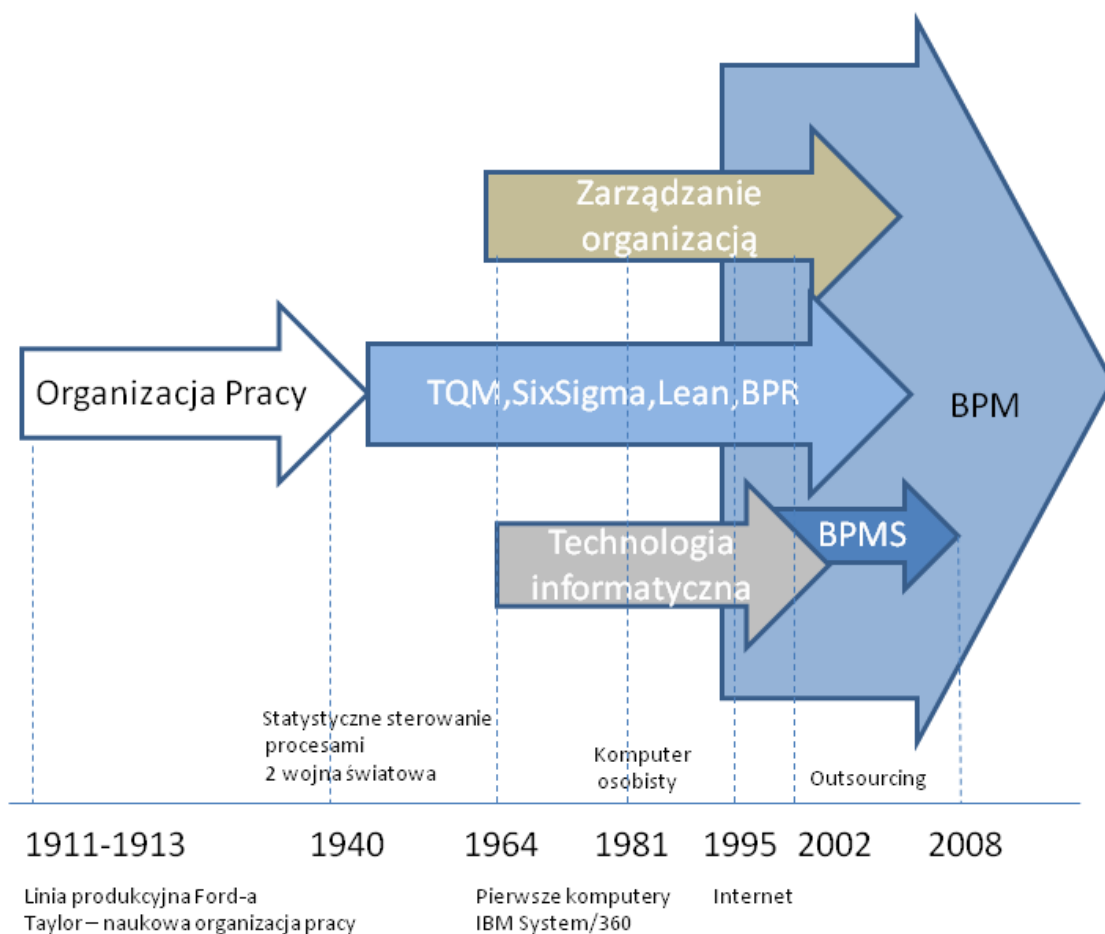 Zarządzanie
organizacją
Organizacja Pracy
TQM,SixSigma,Lean,BPR
BPM
BPMS
Technologia
informatyczna
Statystyczne sterowanie
procesami
2 wojna światowa
Komputer
osobisty
Outsourcing
1911-1913
1940
1964
1981
1995
2002
2008
Linia produkcyjna Ford-a
Taylor – naukowa organizacja pracy
Pierwsze komputery
IBM System/360
Internet